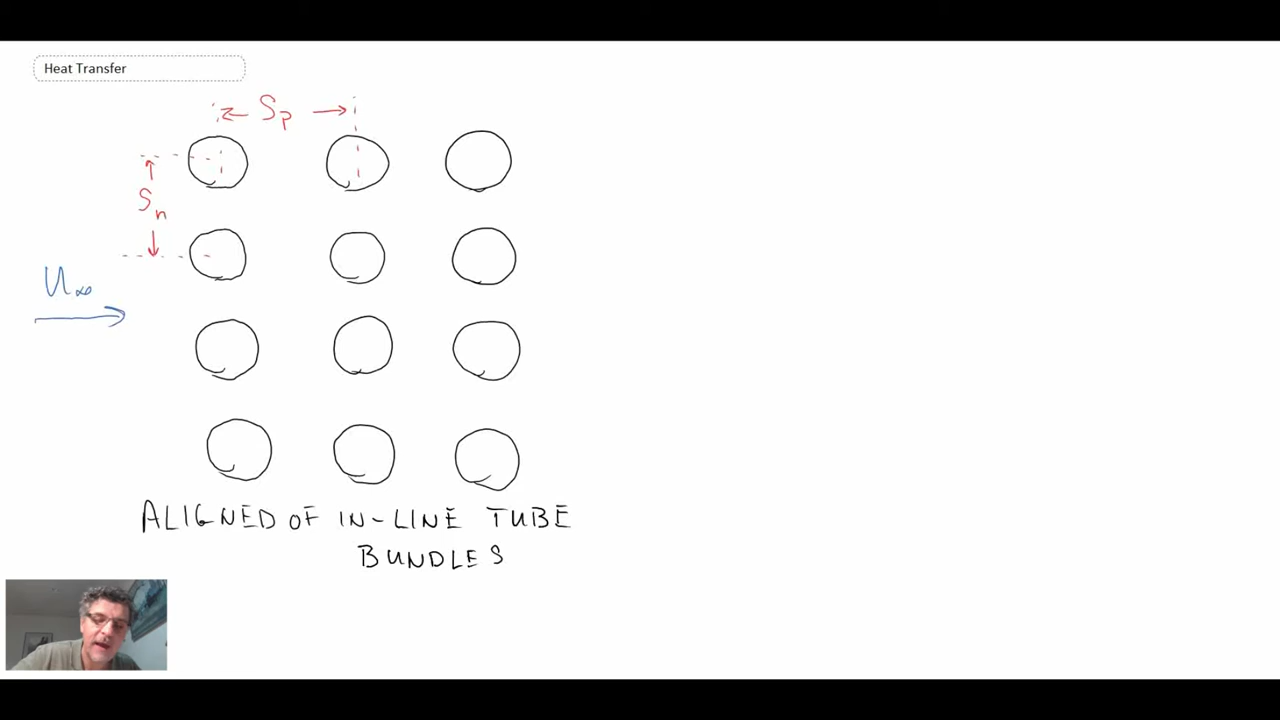 Heat Transfer
Sp
Sn
U∞
ALIGNED OF IN-LINE TUBE
BUNDLES